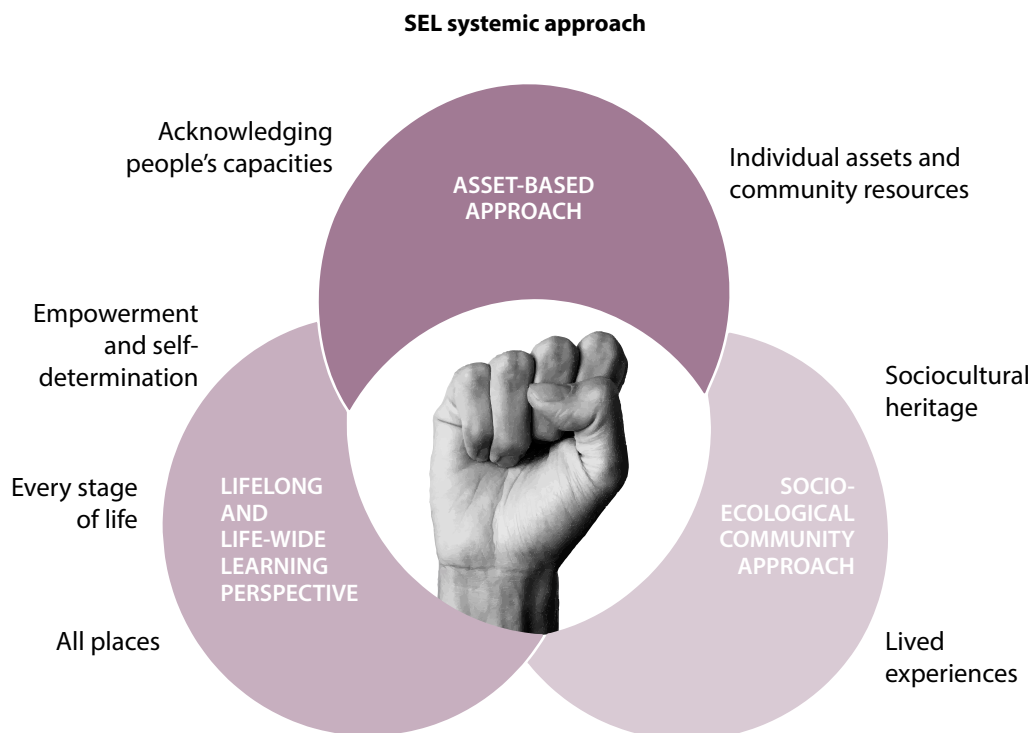 SEL systemic approach
Acknowledging
people's capacities
ASSET-BASED
APPROACH
Individual assets and
community resources
Empowerment
and self-
determination
Sociocultural
heritage
Every stage
of life
LIFELONG
AND
LIFE-WIDE
LEARNING
PERSPECTIVE
SOCIO-
ECOLOGICAL
COMMUNITY
APPROACH
All places
Lived
experiences